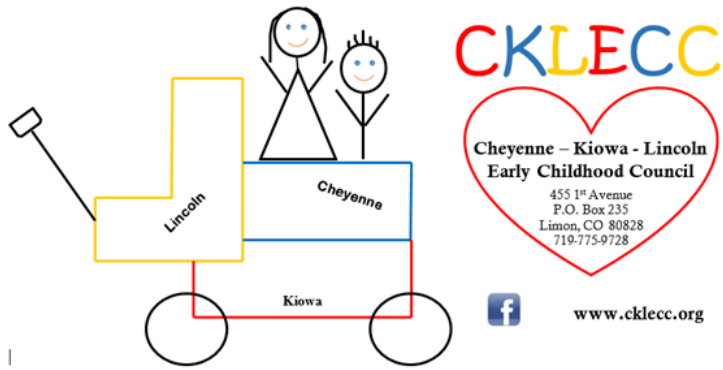 CKLECC
Cheyenne – Kiowa - Lincoln
Early Childhood Council
455 1st Avenue
P.O. Box 235
Limon, CO 80828
719-775-9728
Lincoln
Cheyenne
Kiowa
f
www.cklecc.org